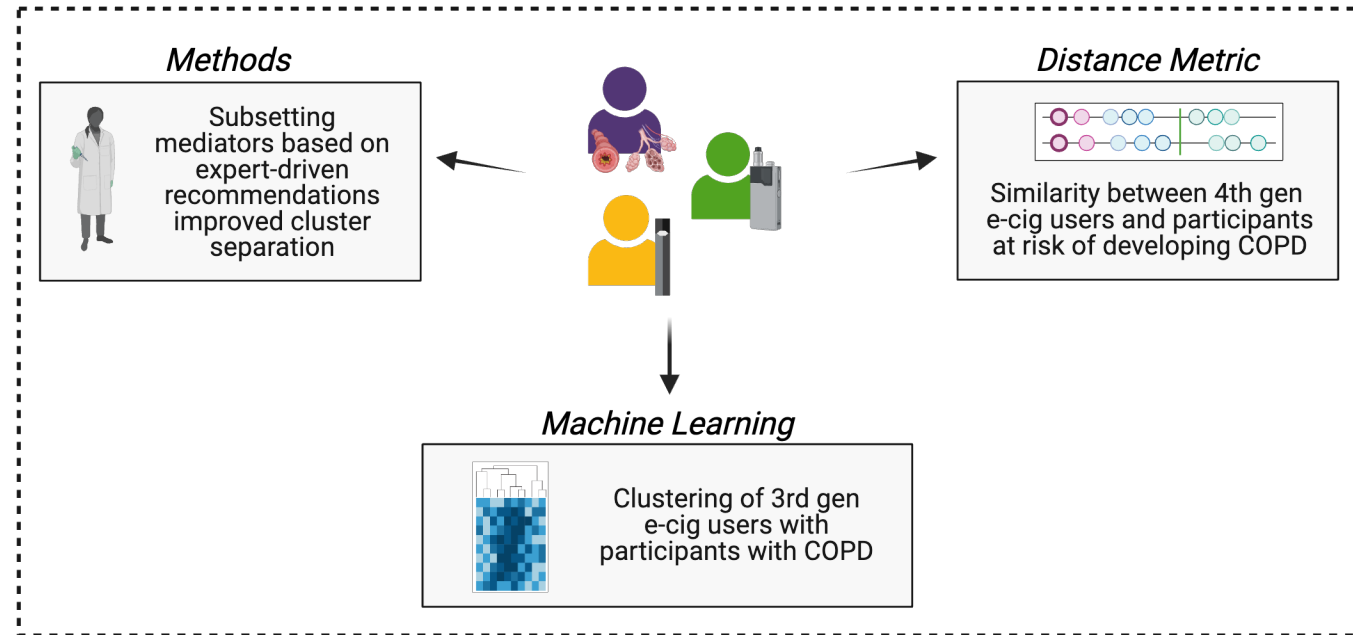 Methods
Subsetting
mediators based on
expert-driven
recommendations
improved cluster
separation
Distance Metric
Similarity between 4th gen
e-cig users and participants
at risk of developing COPD
Machine Learning
Clustering of 3rd gen
e-cig users with
participants with COPD